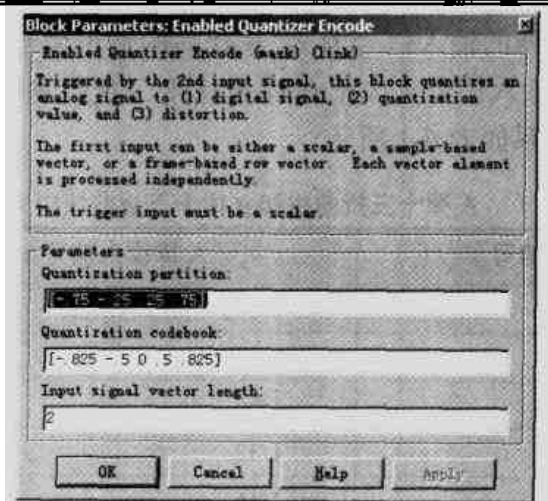 Block Parameters: Enabled Quantizer Encode
Enabled Quantizer Encode (mask) (link)
Triggered by the 2nd input signal, this block quantizes an
analog signal to (1) digital signal, (2) quantization
value, and (3) distortion.
The first input can be either a scalar, a sample-based
vector, or a frame-based row vector. Each vector element
is processed independently.
The trigger input must be a scalar.
Parameters
Quantization partition:
[-.75 -.25 .25 .75]
Quantization codebook:
[-.825 -.5 0 .5 .825]
Input signal vector length:
2
OK Cancel Help Apply